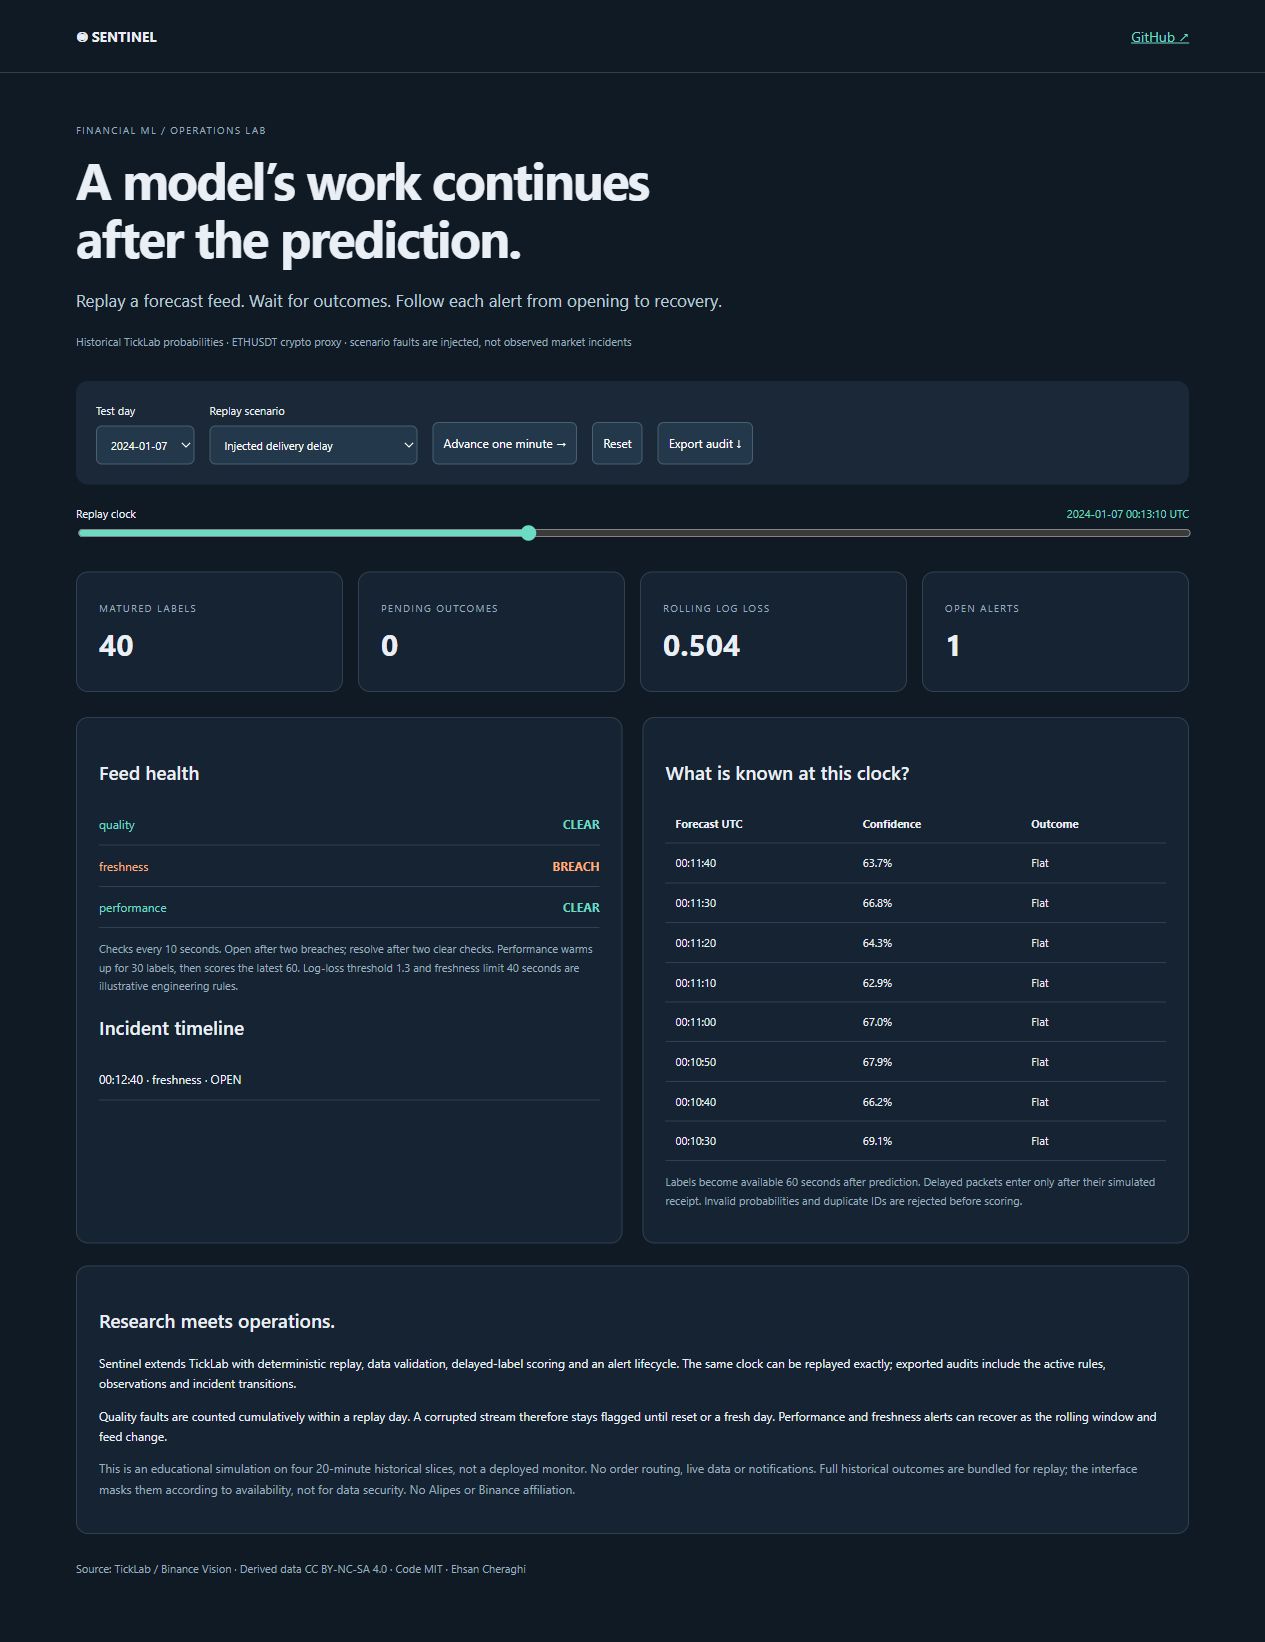 SENTINEL
GitHub ↗
FINANCIAL ML / OPERATIONS LAB
A model’s work continues
after the prediction.
Replay a forecast feed. Wait for outcomes. Follow each alert from opening to recovery.
Historical TickLab probabilities · ETHUSDT crypto proxy · scenario faults are injected, not observed market incidents
Test day
Replay scenario
2024-01-07
Injected delivery delay
Advance one minute →
Reset
Export audit ↓
Replay clock
2024-01-07 00:13:10 UTC
MATURED LABELS
40
PENDING OUTCOMES
0
ROLLING LOG LOSS
0.504
OPEN ALERTS
1
Feed health
quality CLEAR
freshness BREACH
performance CLEAR
Checks every 10 seconds. Open after two breaches; resolve after two clear checks. Performance warms
up for 30 labels, then scores the latest 60. Log-loss threshold 1.3 and freshness limit 40 seconds are
illustrative engineering rules.
Incident timeline
00:12:40 · freshness · OPEN
What is known at this clock?
Forecast UTC Confidence Outcome
00:11:40 63.7% Flat
00:11:30 66.8% Flat
00:11:20 64.3% Flat
00:11:10 62.9% Flat
00:11:00 67.0% Flat
00:10:50 67.9% Flat
00:10:40 66.2% Flat
00:10:30 69.1% Flat
Labels become available 60 seconds after prediction. Delayed packets enter only after their simulated
receipt. Invalid probabilities and duplicate IDs are rejected before scoring.
Research meets operations.
Sentinel extends TickLab with deterministic replay, data validation, delayed-label scoring and an alert lifecycle. The same clock can be replayed exactly; exported audits include the active rules,
observations and incident transitions.
Quality faults are counted cumulatively within a replay day. A corrupted stream therefore stays flagged until reset or a fresh day. Performance and freshness alerts can recover as the rolling window and
feed change.
This is an educational simulation on four 20-minute historical slices, not a deployed monitor. No order routing, live data or notifications. Full historical outcomes are bundled for replay; the interface
masks them according to availability, not for data security. No Alipes or Binance affiliation.
Source: TickLab / Binance Vision · Derived data CC BY-NC-SA 4.0 · Code MIT · Ehsan Cheraghi